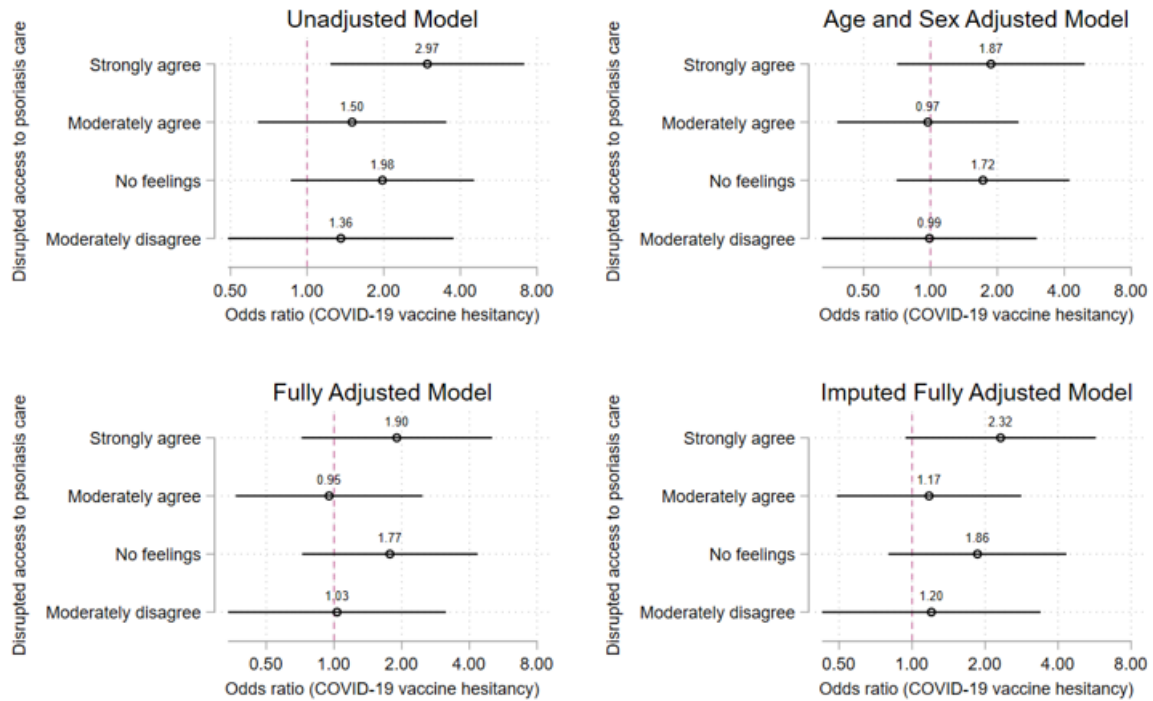 Unadjusted Model
Disrupted access to psoriasis care
Strongly agree
2.97
Moderately agree
1.50
No feelings
1.98
Moderately disagree
1.36
0.50 1.00 2.00 4.00 8.00
Odds ratio (COVID-19 vaccine hesitancy)
Age and Sex Adjusted Model
Disrupted access to psoriasis care
Strongly agree
1.87
Moderately agree
0.97
No feelings
1.72
Moderately disagree
0.99
0.50 1.00 2.00 4.00 8.00
Odds ratio (COVID-19 vaccine hesitancy)
Fully Adjusted Model
Disrupted access to psoriasis care
Strongly agree
1.90
Moderately agree
0.95
No feelings
1.77
Moderately disagree
1.03
0.50 1.00 2.00 4.00 8.00
Odds ratio (COVID-19 vaccine hesitancy)
Imputed Fully Adjusted Model
Disrupted access to psoriasis care
Strongly agree
2.32
Moderately agree
1.17
No feelings
1.86
Moderately disagree
1.20
0.50 1.00 2.00 4.00 8.00
Odds ratio (COVID-19 vaccine hesitancy)